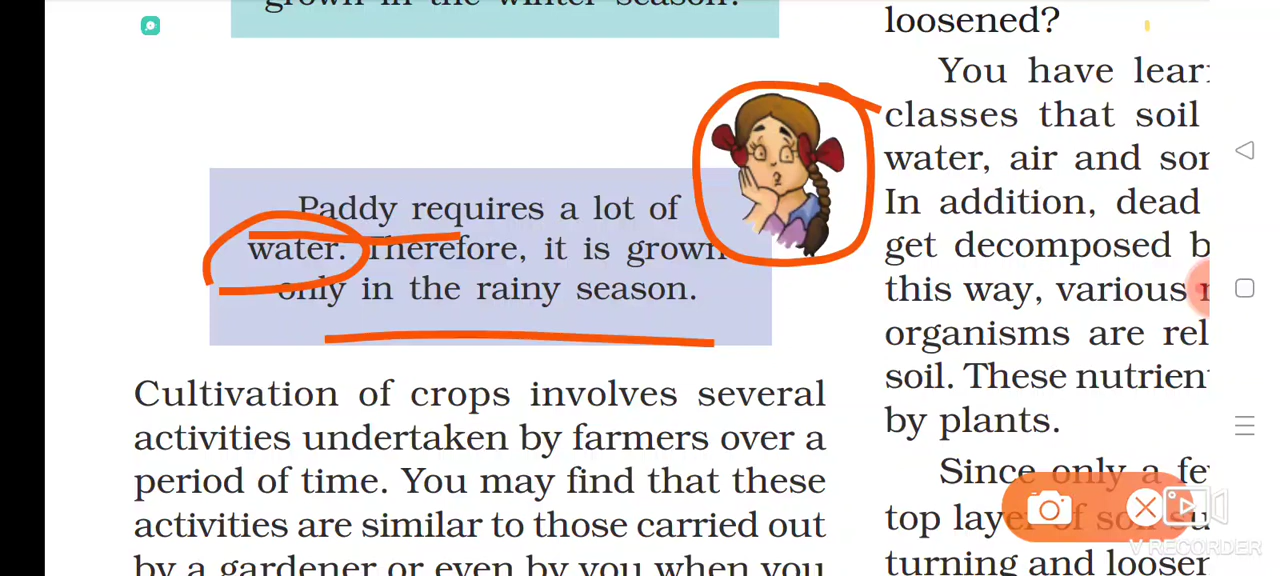 grown in the winter season?
Paddy requires a lot of
water. Therefore, it is grown
only in the rainy season.
Cultivation of crops involves several
activities undertaken by farmers over a
period of time. You may find that these
activities are similar to those carried out
by a gardener or even by you when you
loosened?
You have lear
classes that soil
water, air and
In addition, dead
get decomposed
this way, various
organisms are rel
soil. These nutrien
by plants.
Since only a
top layer of
turning and loosen
V RECORDER